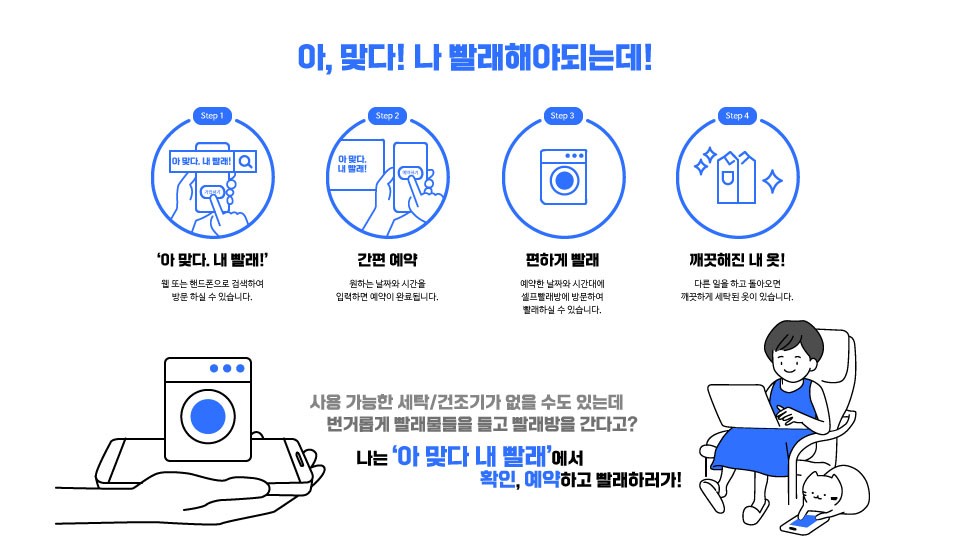 아, 맞다! 나 빨래해야되는데!
Step 1
Step 2
Step 3
Step 4
아 맞다. 내 빨래!
아 맞다.
내 빨래!
예약하기
‘아 맞다. 내 빨래!’
웹 또는 핸드폰으로 검색하여
방문 하실 수 있습니다.
간편 예약
원하는 날짜와 시간을
입력하면 예약이 완료됩니다.
편하게 빨래
예약한 날짜와 시간대에
셀프빨래방에 방문하여
빨래하실 수 있습니다.
깨끗해진 내 옷!
다른 일을 하고 돌아오면
깨끗하게 세탁된 옷이 있습니다.
사용 가능한 세탁/건조기가 없을 수도 있는데
번거롭게 빨래물들을 들고 빨래방을 간다고?
나는 ‘아 맞다 내 빨래’에서
확인, 예약하고 빨래하러가!